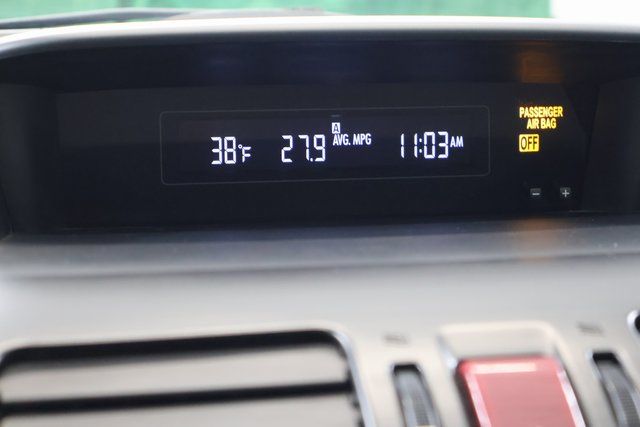 38°F 27.9 A AVG. MPG 11:03 AM
PASSENGER
AIR BAG
OFF
− +